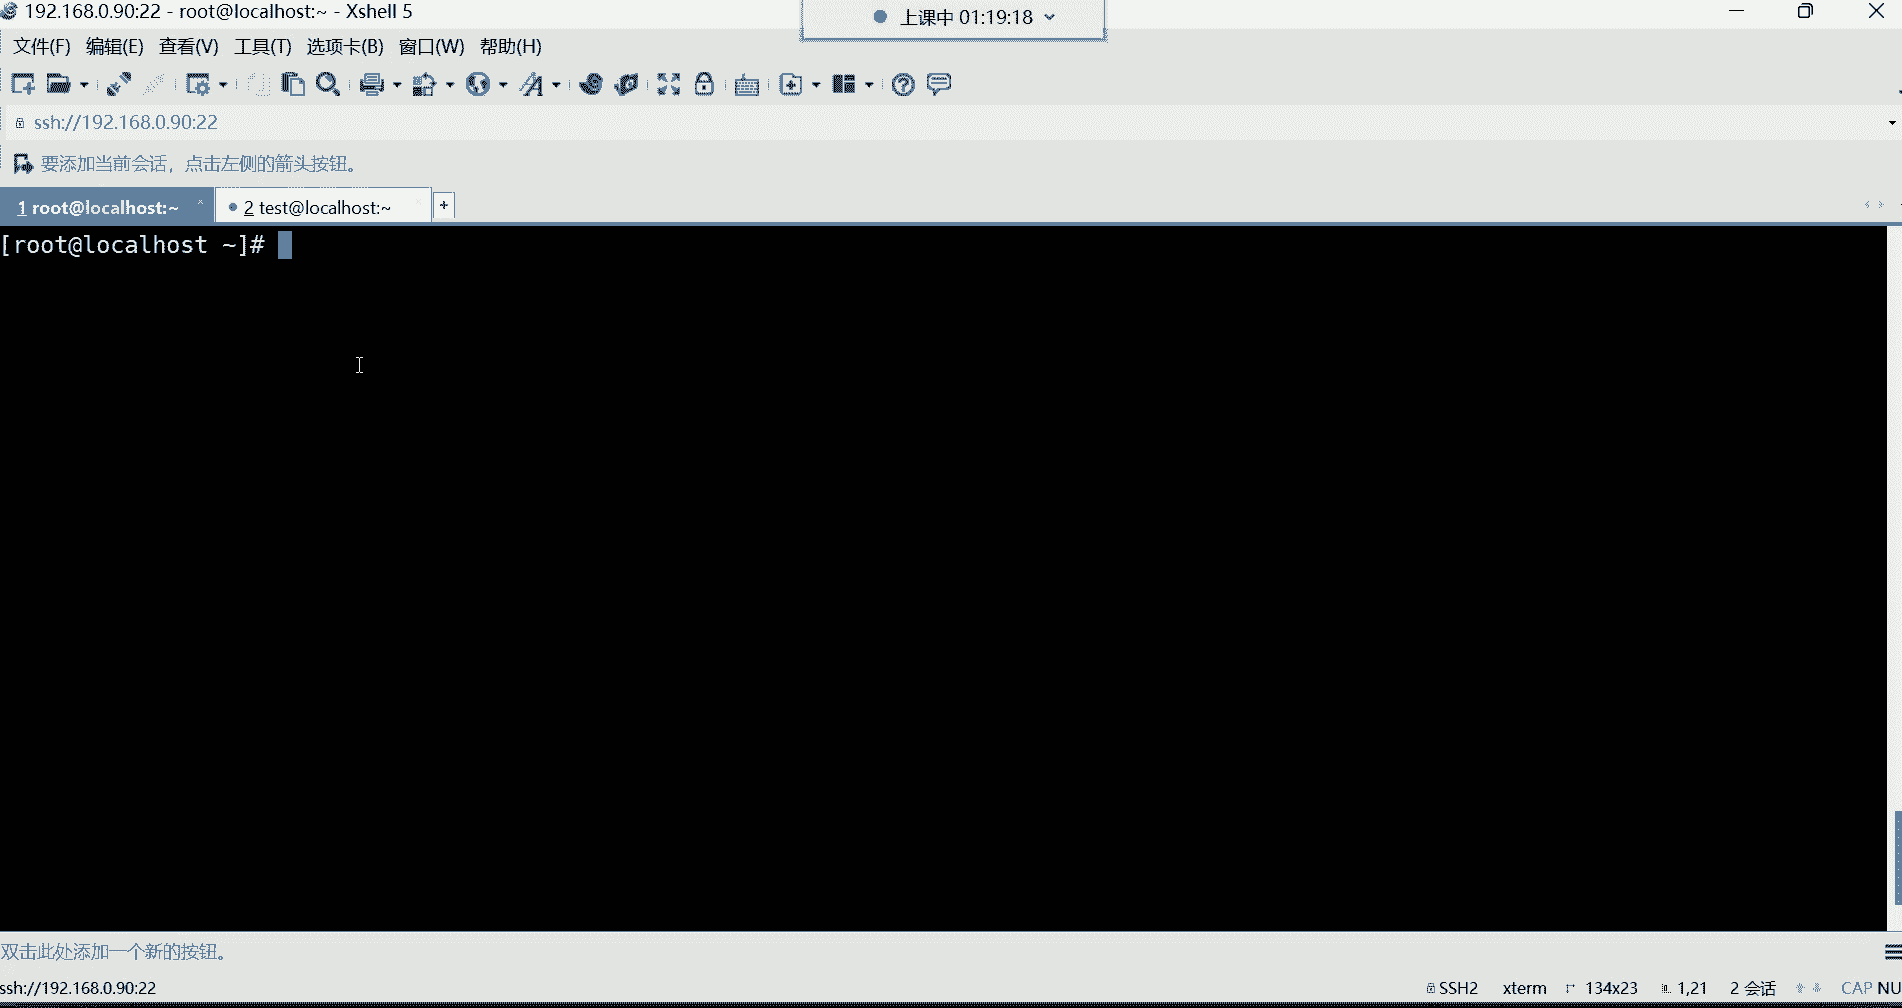 192.168.0.90:22 - root@localhost:~ - Xshell 5
上课中 01:19:18
文件(F) 编辑(E) 查看(V) 工具(T) 选项卡(B) 窗口(W) 帮助(H)
ssh://192.168.0.90:22
要添加当前会话，点击左侧的箭头按钮。
1 root@localhost:~ 2 test@localhost:~ +
[root@localhost ~]#
双击此处添加一个新的按钮。
ssh://192.168.0.90:22 SSH2 xterm 134x23 1,21 2 会话 CAP NU